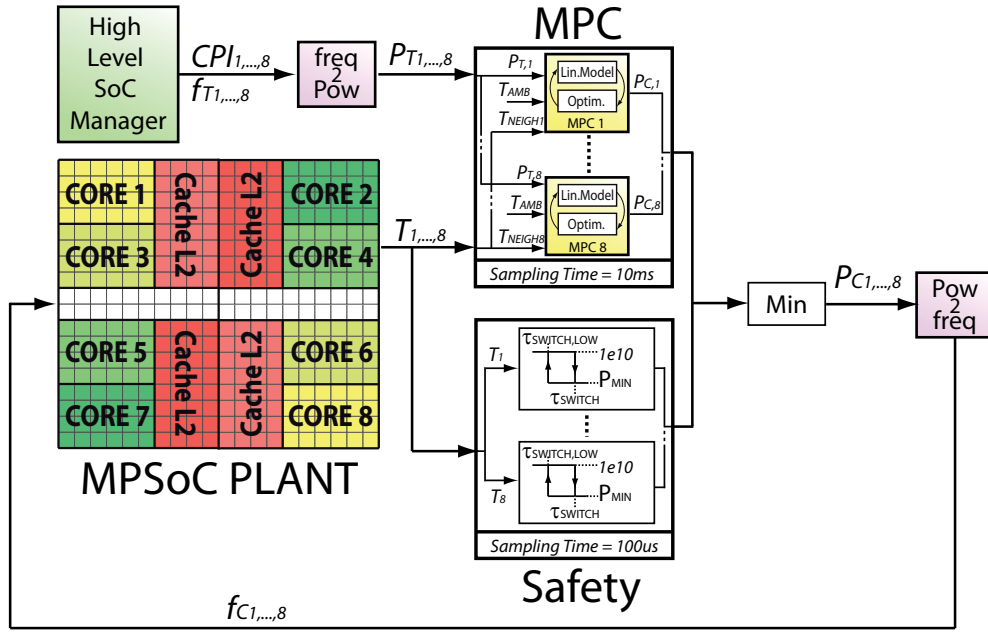 High
Level
SoC
Manager
CPI1,...,8
fT1,...,8
freq
2
Pow
PT1,...,8
MPC
PT,1
TAMB
TNEIGH1
Lin.Model
Optim.
MPC 1
PC,1
PT,8
TAMB
TNEIGH8
Lin.Model
Optim.
MPC 8
PC,8
Sampling Time = 10ms
CORE 1
Cache L2
Cache L2
CORE 2
CORE 3
CORE 4
CORE 5
Cache L2
Cache L2
CORE 6
CORE 7
CORE 8
MPSoC PLANT
T1,...,8
T1
τSWITCH,LOW
1e10
PMIN
τSWITCH
T8
τSWITCH,LOW
1e10
PMIN
τSWITCH
Sampling Time = 100us
Safety
Min
PC1,...,8
Pow
2
freq
fC1,...,8